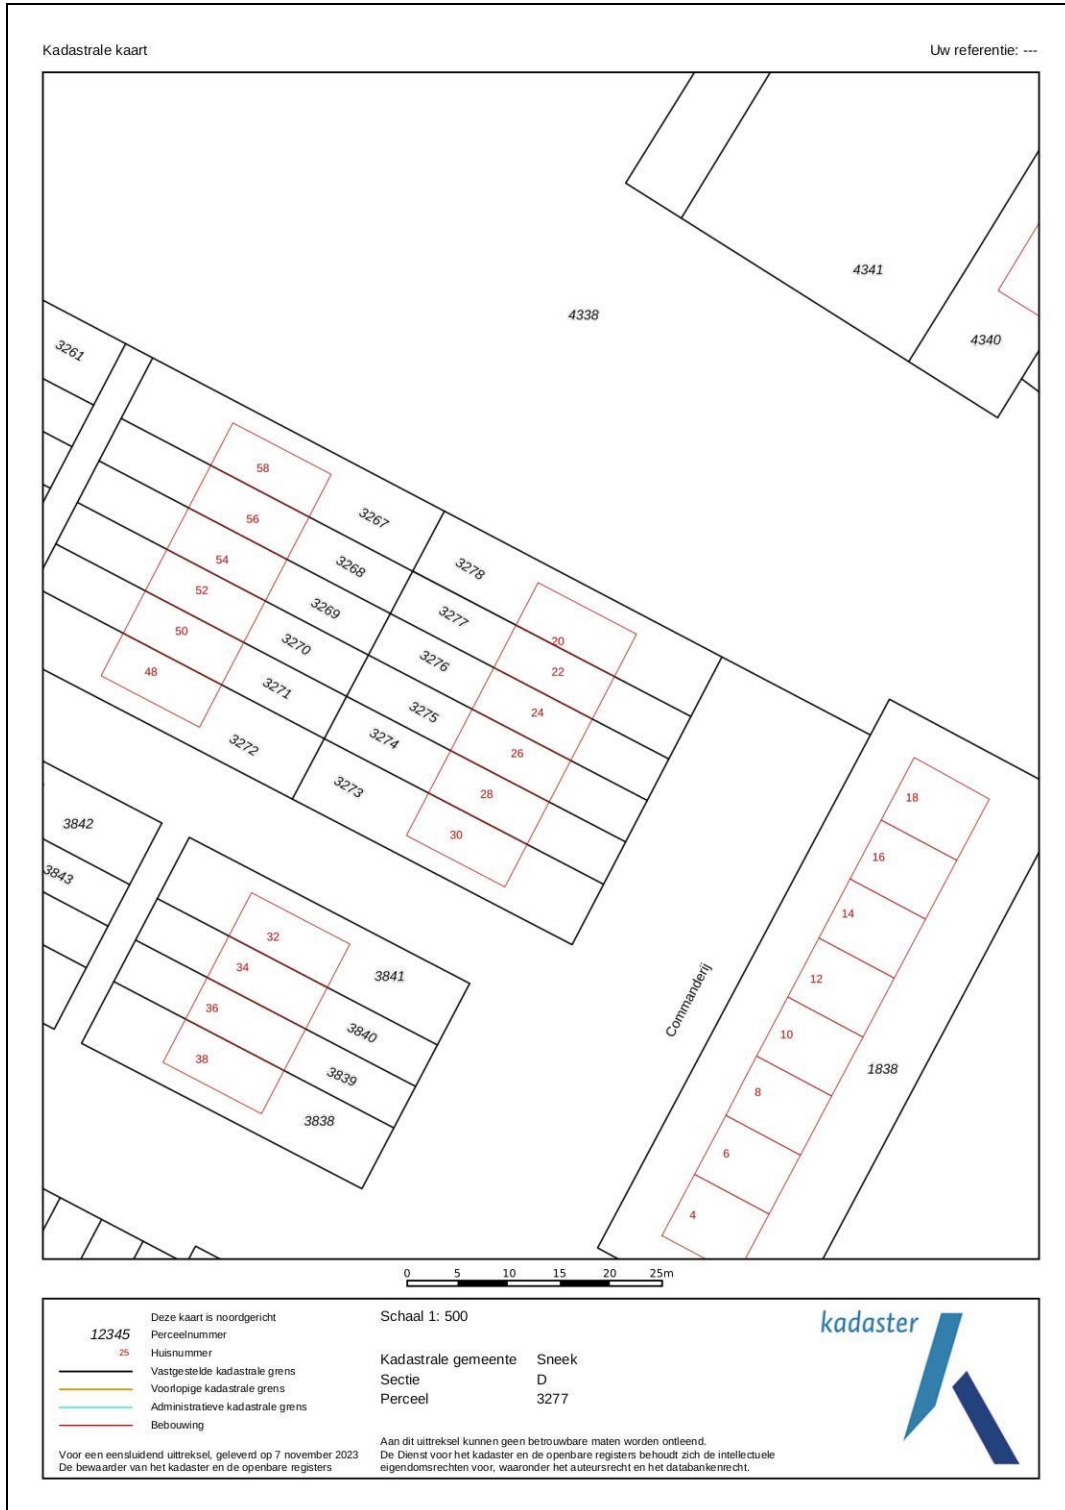 Kadastrale kaart
Uw referentie: ---
4341
4338
4340
3261
58
3267
56
3278
3268
54
3277
3269
52
20
3270
3276
22
50
48
3271
3275
24
3272
3274
26
3273
28
18
30
3842
16
3843
14
32
34
3841
12
36
3840
Commanderij
10
38
3839
1838
8
3838
6
4
0 5 10 15 20 25m
Deze kaart is noordgericht
12345 Perceelnummer
25 Huisnummer
Vastgestelde kadastrale grens
Voorlopige kadastrale grens
Administratieve kadastrale grens
Bebouwing
Voor een eensluidend uittreksel, geleverd op 7 november 2023
De bewaarder van het kadaster en de openbare registers
Schaal 1: 500
Kadastrale gemeente Sneek
Sectie D
Perceel 3277
Aan dit uittreksel kunnen geen betrouwbare maten worden ontleend.
De Dienst voor het kadaster en de openbare registers behoudt zich de intellectuele
eigendomsrechten voor, waaronder het auteursrecht en het databankenrecht.
kadaster